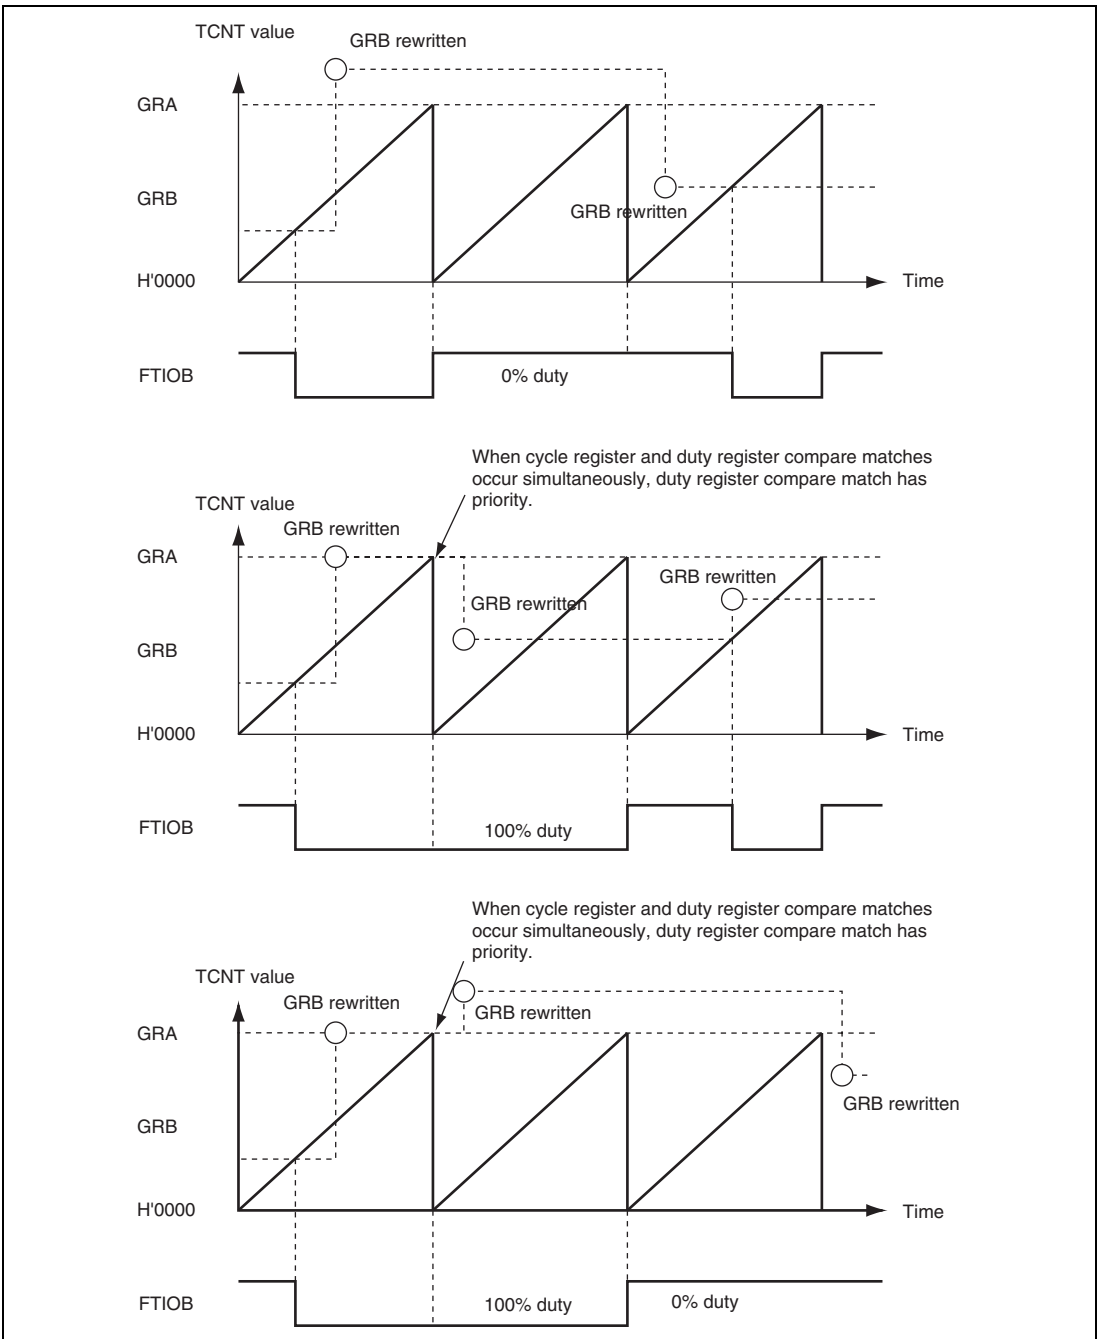 TCNT value
GRB rewritten
GRA
GRB
GRB rewritten
H'0000
Time
FTIOB
0% duty
When cycle register and duty register compare matches
occur simultaneously, duty register compare match has
priority.
TCNT value
GRB rewritten
GRA
GRB rewritten
GRB rewritten
GRB
H'0000
Time
FTIOB
100% duty
When cycle register and duty register compare matches
occur simultaneously, duty register compare match has
priority.
TCNT value
GRB rewritten
GRB rewritten
GRA
GRB rewritten
GRB
H'0000
Time
FTIOB
100% duty
0% duty